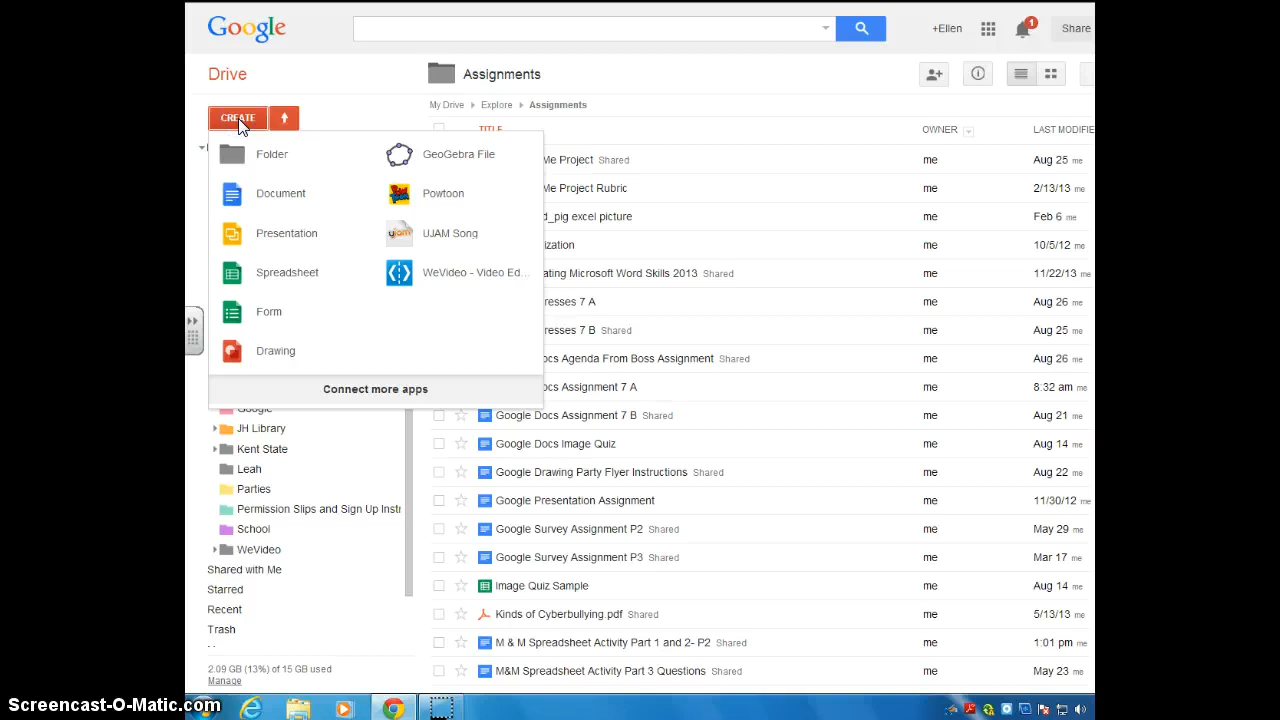 Google
+Ellen
1
Share
Drive
Assignments
My Drive Explore Assignments
CREATE
TITLE OWNER LAST MODIFIE
Folder GeoGebra File
Document Powtoon
Presentation UJAM Song
Spreadsheet WeVideo - Video Ed...
Form
Drawing
Connect more apps
Me Project Shared me Aug 25 me
Me Project Rubric me 2/13/13 me
d_pig excel picture me Feb 6 me
ization me 10/5/12 me
ating Microsoft Word Skills 2013 Shared me 11/22/13 me
resses 7 A me Aug 26 me
resses 7 B Shared me Aug 25 me
ocs Agenda From Boss Assignment Shared me Aug 26 me
ocs Assignment 7 A me 8:32 am me
Google Docs Assignment 7 B Shared me Aug 21 me
Google Docs Image Quiz me Aug 14 me
Google Drawing Party Flyer Instructions Shared me Aug 22 me
Google Presentation Assignment me 11/30/12 me
Google Survey Assignment P2 Shared me May 29 me
Google Survey Assignment P3 Shared me Mar 17 me
Image Quiz Sample me Aug 14 me
Kinds of Cyberbullying.pdf Shared me 5/13/13 me
M & M Spreadsheet Activity Part 1 and 2- P2 Shared me 1:01 pm me
M&M Spreadsheet Activity Part 3 Questions Shared me May 23 me
Google
JH Library
Kent State
Leah
Parties
Permission Slips and Sign Up Instr
School
WeVideo
Shared with Me
Starred
Recent
Trash
2.09 GB (13%) of 15 GB used
Manage
Screencast-O-Matic.com